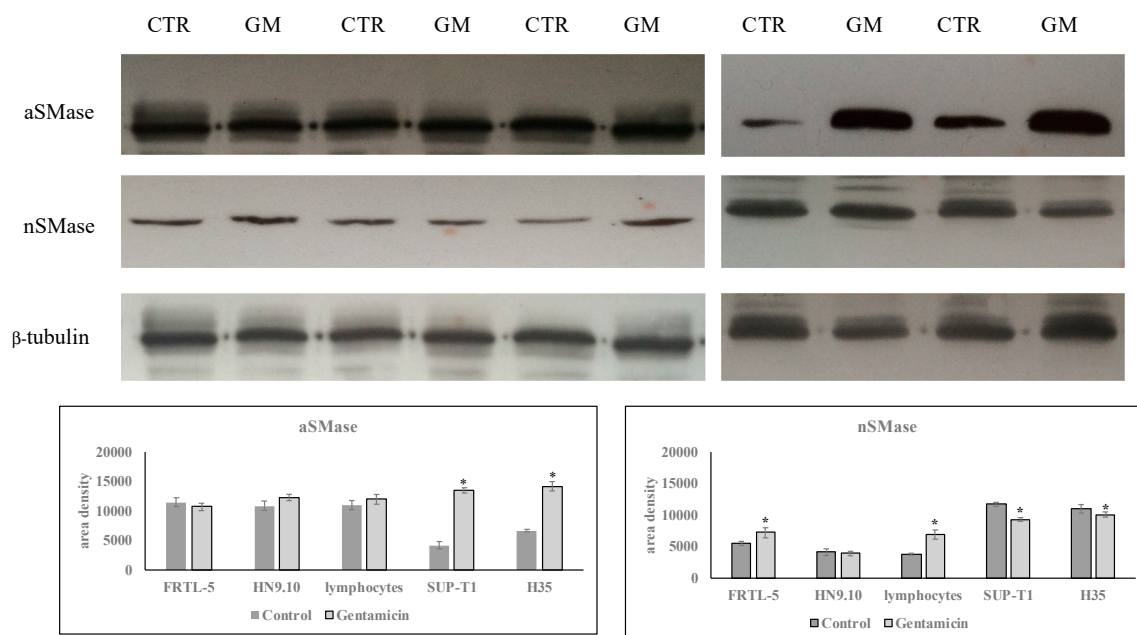 CTR GM CTR GM CTR GM CTR GM CTR GM
aSMase
nSMase
β-tubulin
aSMase
20000
15000
10000
5000
0
area density
* *
FRTL-5 HN9.10 lymphocytes SUP-T1 H35
Control Gentamicin
nSMase
20000
15000
10000
5000
0
area density
* * * *
FRTL-5 HN9.10 lymphocytes SUP-T1 H35
Control Gentamicin